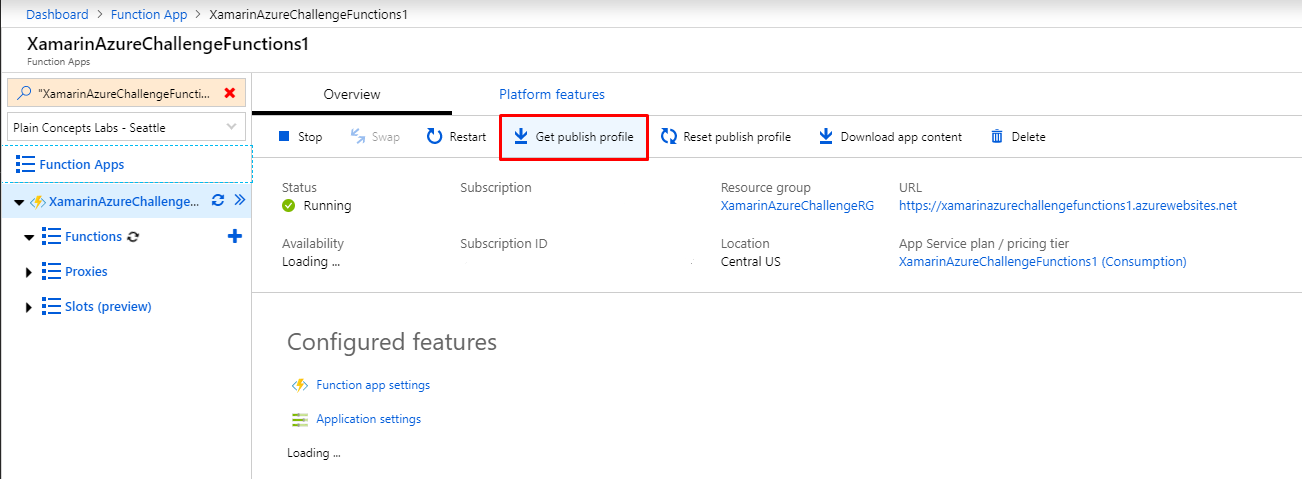 Dashboard > Function App > XamarinAzureChallengeFunctions1
XamarinAzureChallengeFunctions1
Function Apps
"XamarinAzureChallengeFuncti...
Plain Concepts Labs - Seattle
Function Apps
XamarinAzureChallenge...
Functions
Proxies
Slots (preview)
Overview Platform features
Stop Swap Restart Get publish profile Reset publish profile Download app content Delete
Status Subscription Resource group URL
Running XamarinAzureChallengeRG https://xamarinazurechallengefunctions1.azurewebsites.net
Availability Subscription ID Location App Service plan / pricing tier
Loading ... Central US XamarinAzureChallengeFunctions1 (Consumption)
Configured features
Function app settings
Application settings
Loading ...